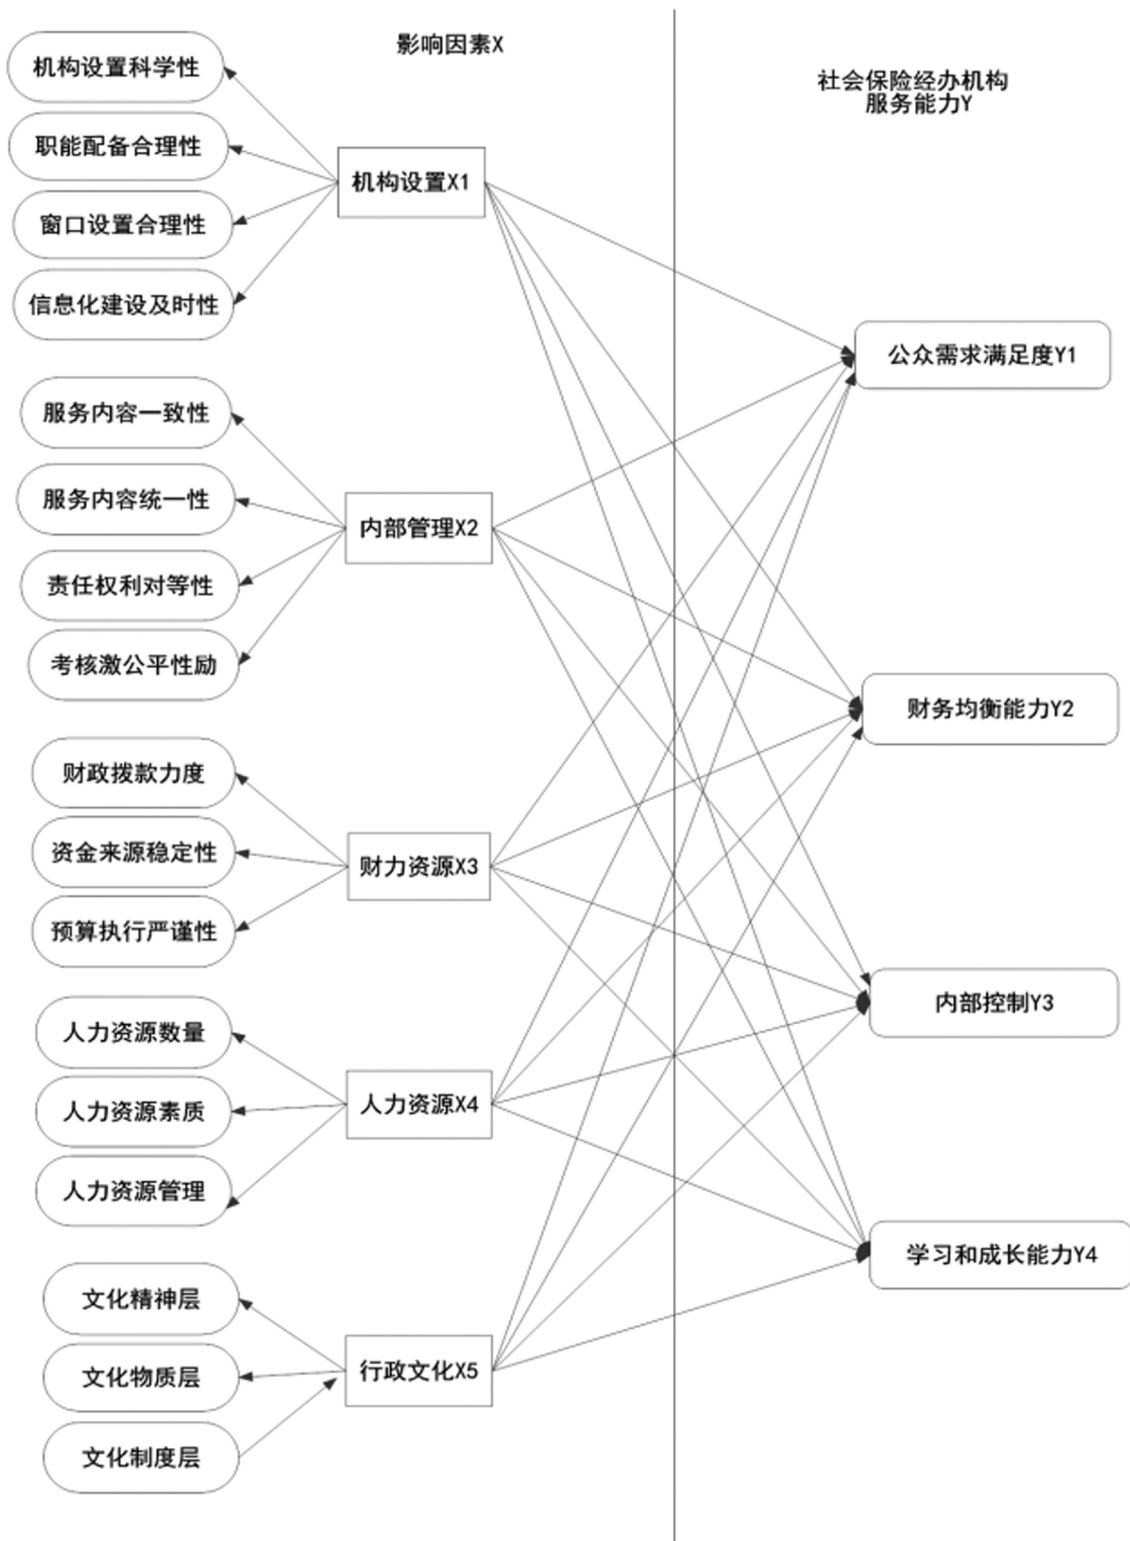 影响因素X
社会保险经办机构
服务能力Y
机构设置科学性
职能配备合理性
窗口设置合理性
信息化建设及时性
机构设置X1
服务内容一致性
服务内容统一性
责任权利对等性
考核激公平性励
内部管理X2
财政拨款力度
资金来源稳定性
预算执行严谨性
财力资源X3
人力资源数量
人力资源素质
人力资源管理
人力资源X4
文化精神层
文化物质层
文化制度层
行政文化X5
公众需求满足度Y1
财务均衡能力Y2
内部控制Y3
学习和成长能力Y4